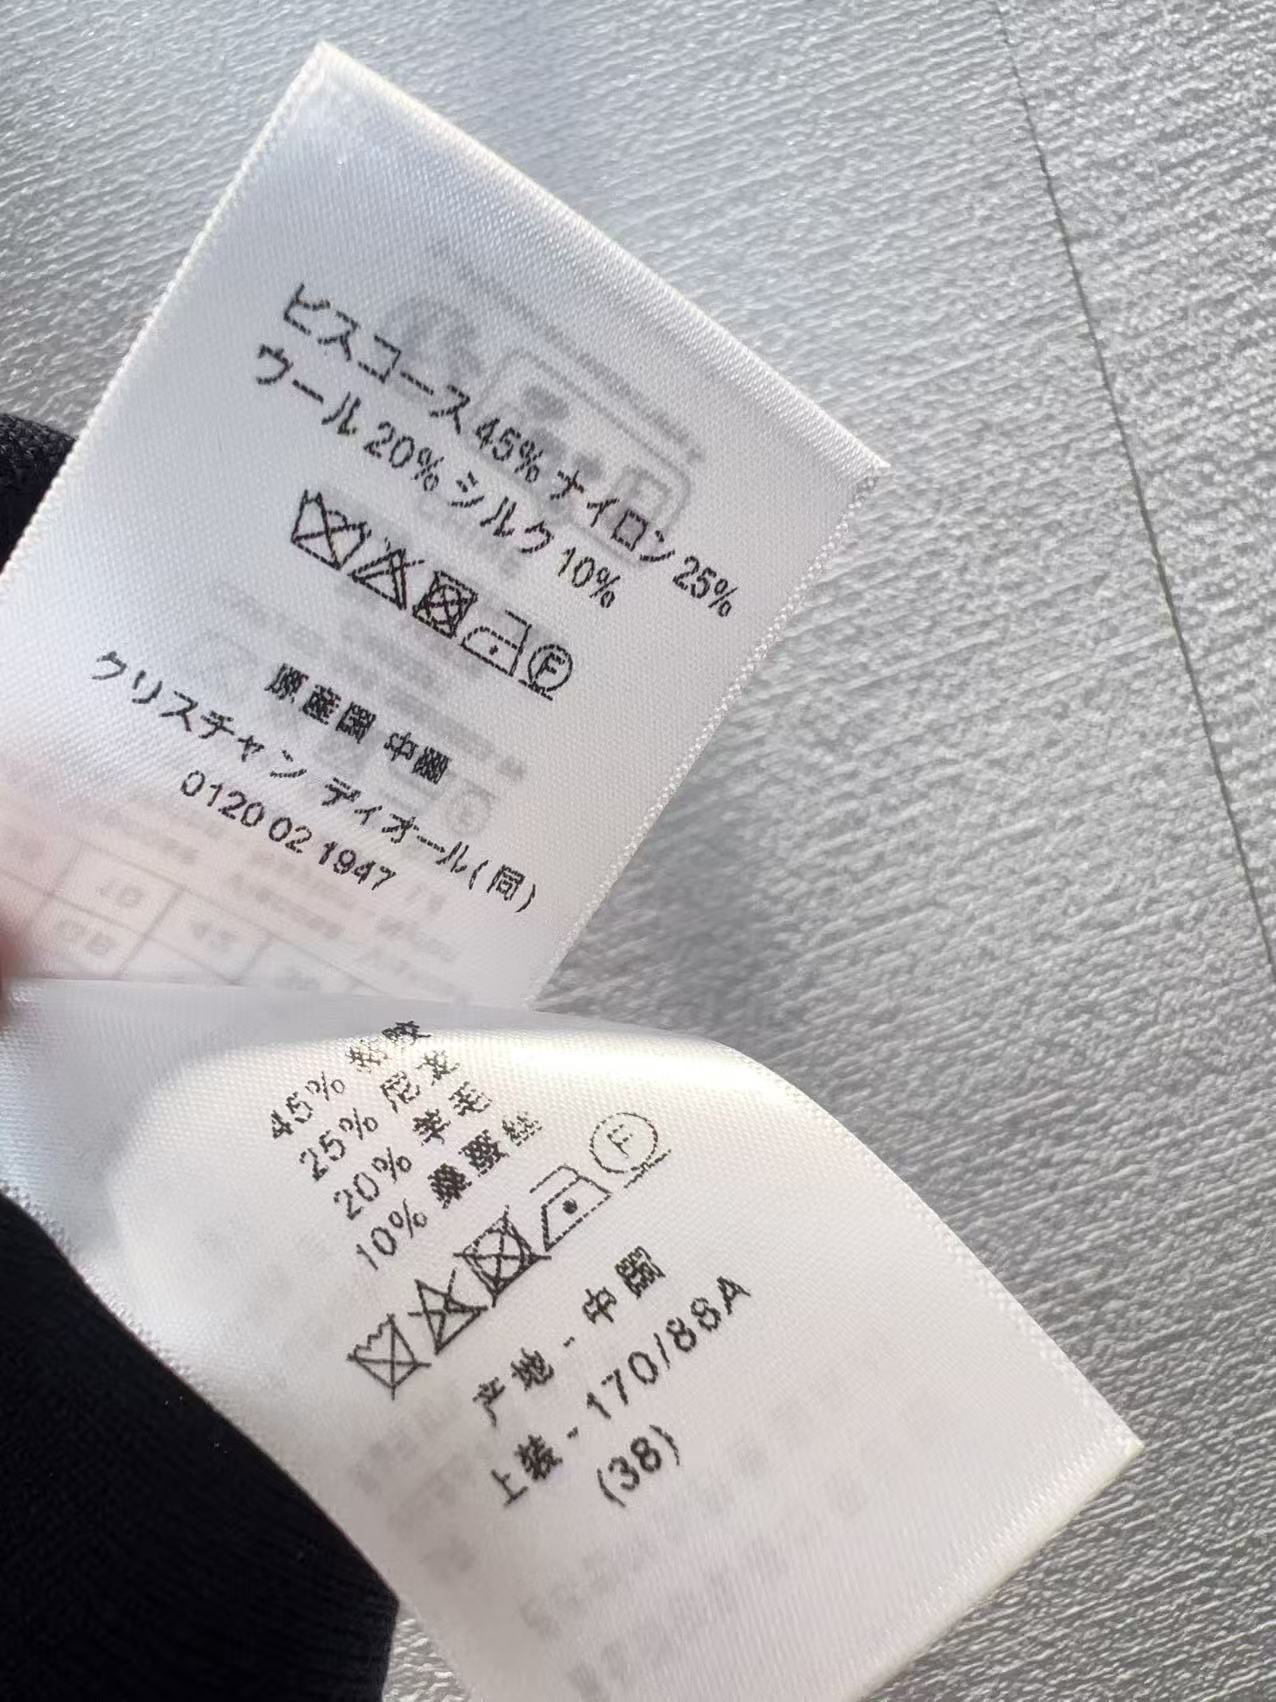 ビスコース 45% ナイロン 25%
ウール 20% シルク 10%
F
原産国 中国
クリスチャン ディオール(同)
0120 02 1947
45% 粘胶
25% 尼龙
20% 羊毛
10% 桑蚕丝
F
产地 - 中国
上装 - 170/88A
(38)